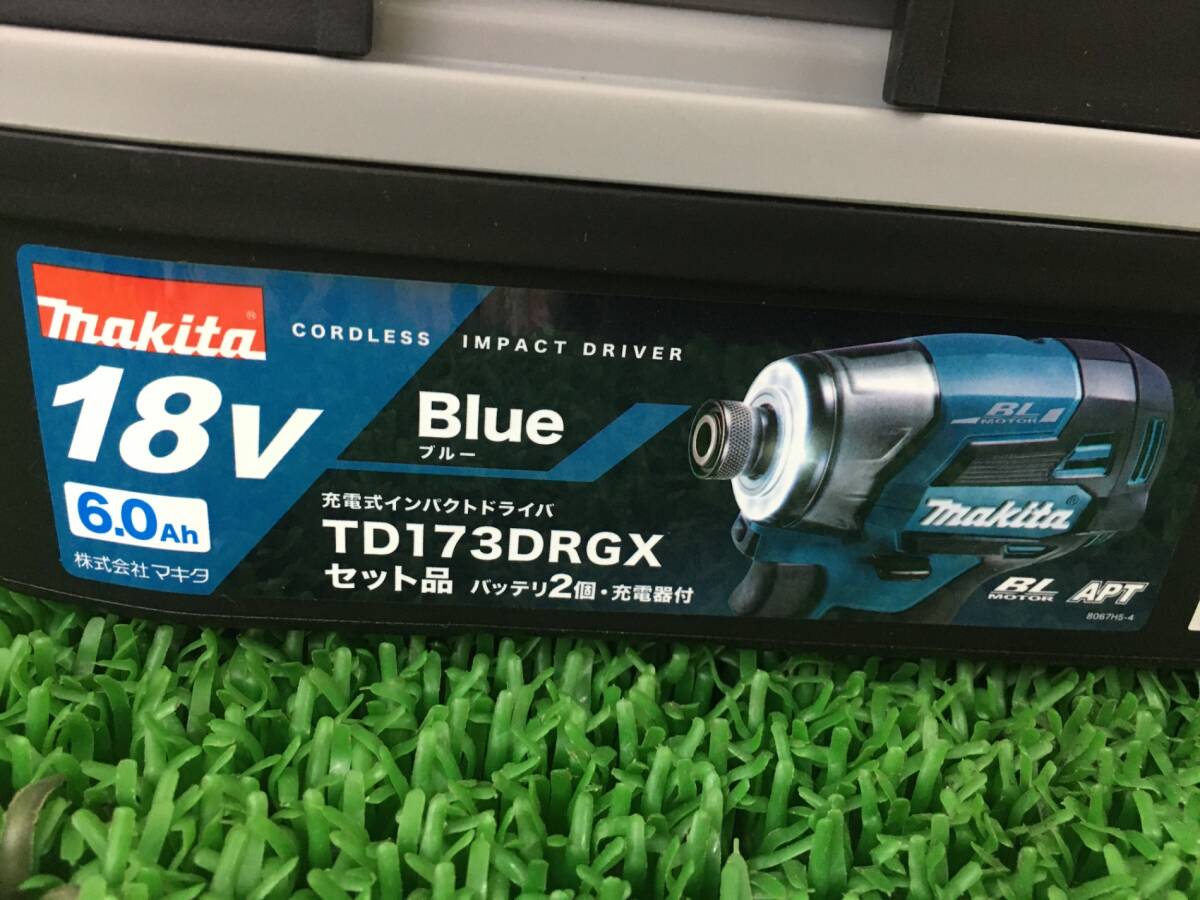 makita®
CORDLESS IMPACT DRIVER
18V
6.0Ah
株式会社マキタ
Blue
ブルー
充電式インパクトドライバ
TD173DRGX
セット品 バッテリ2個・充電器付
BL
MOTOR
makita®
BL
MOTOR
APT
8067H5-4